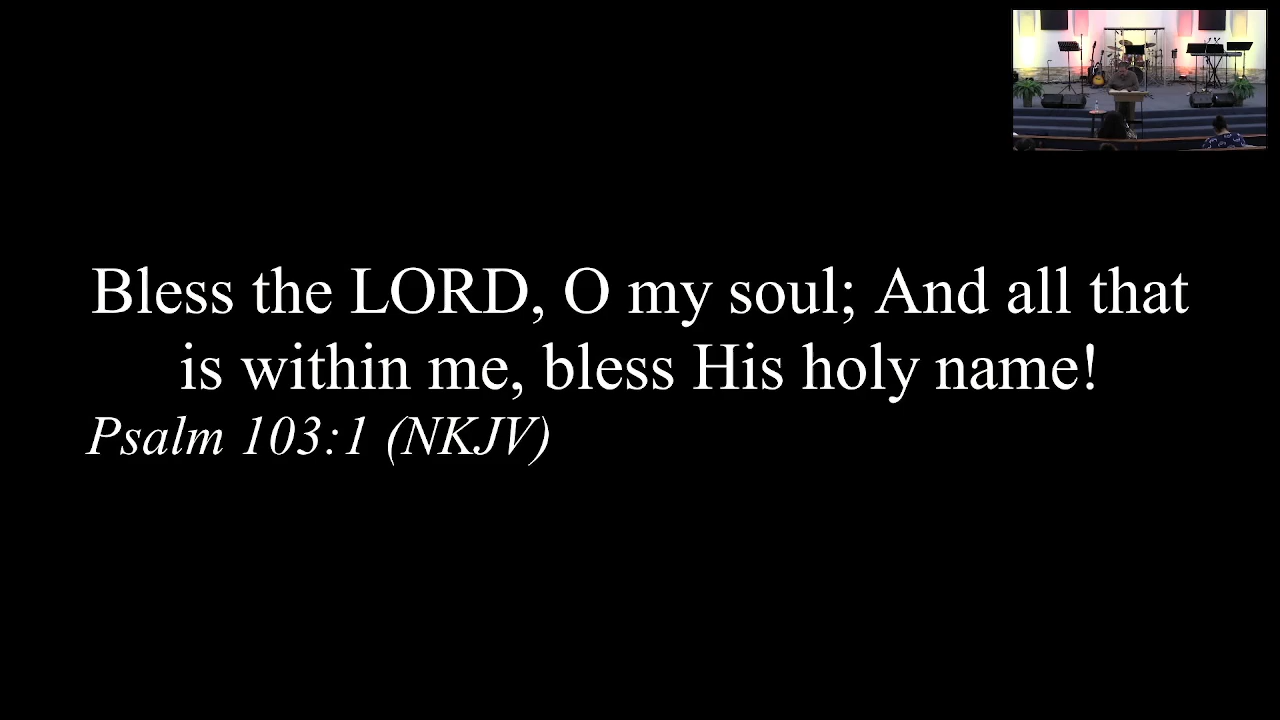 Bless the LORD, O my soul; And all that
is within me, bless His holy name!
Psalm 103:1 (NKJV)